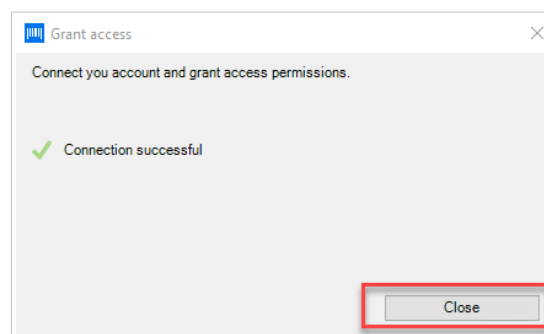 Grant access
Connect you account and grant access permissions.
Connection successful
Close